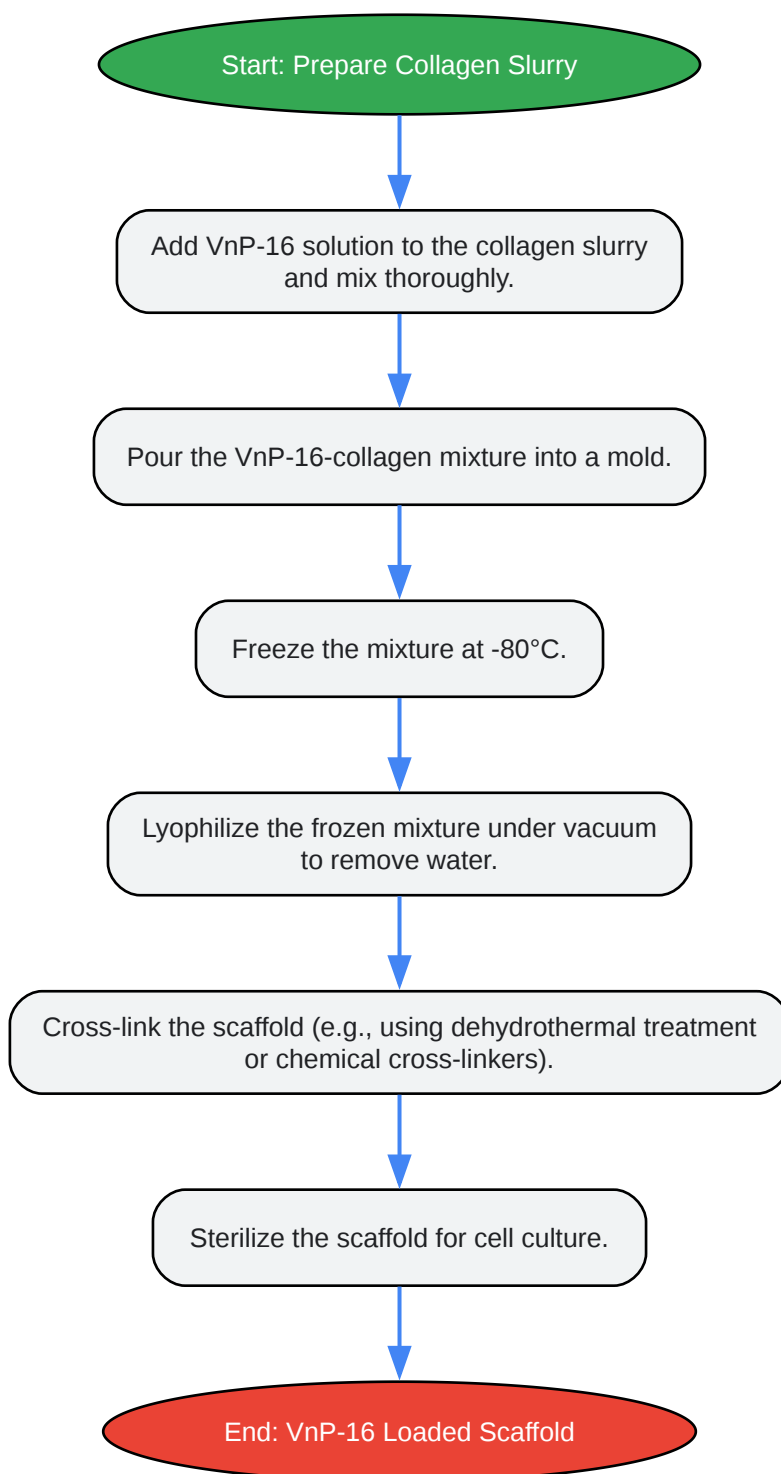 Start: Prepare Collagen Slurry
Add VnP-16 solution to the collagen slurry
and mix thoroughly.
Pour the VnP-16-collagen mixture into a mold.
Freeze the mixture at -80°C.
Lyophilize the frozen mixture under vacuum
to remove water.
Cross-link the scaffold (e.g., using dehydrothermal treatment
or chemical cross-linkers).
Sterilize the scaffold for cell culture.
End: VnP-16 Loaded Scaffold